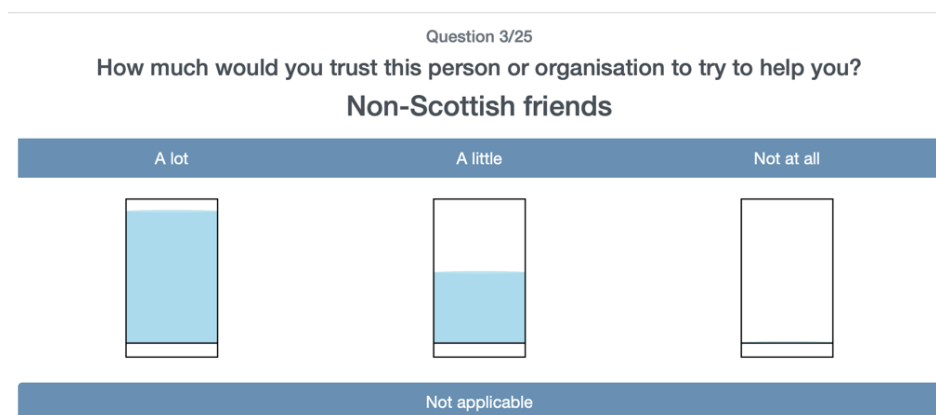 Question 3/25
How much would you trust this person or organisation to try to help you?
Non-Scottish friends
A lot
A little
Not at all
Not applicable